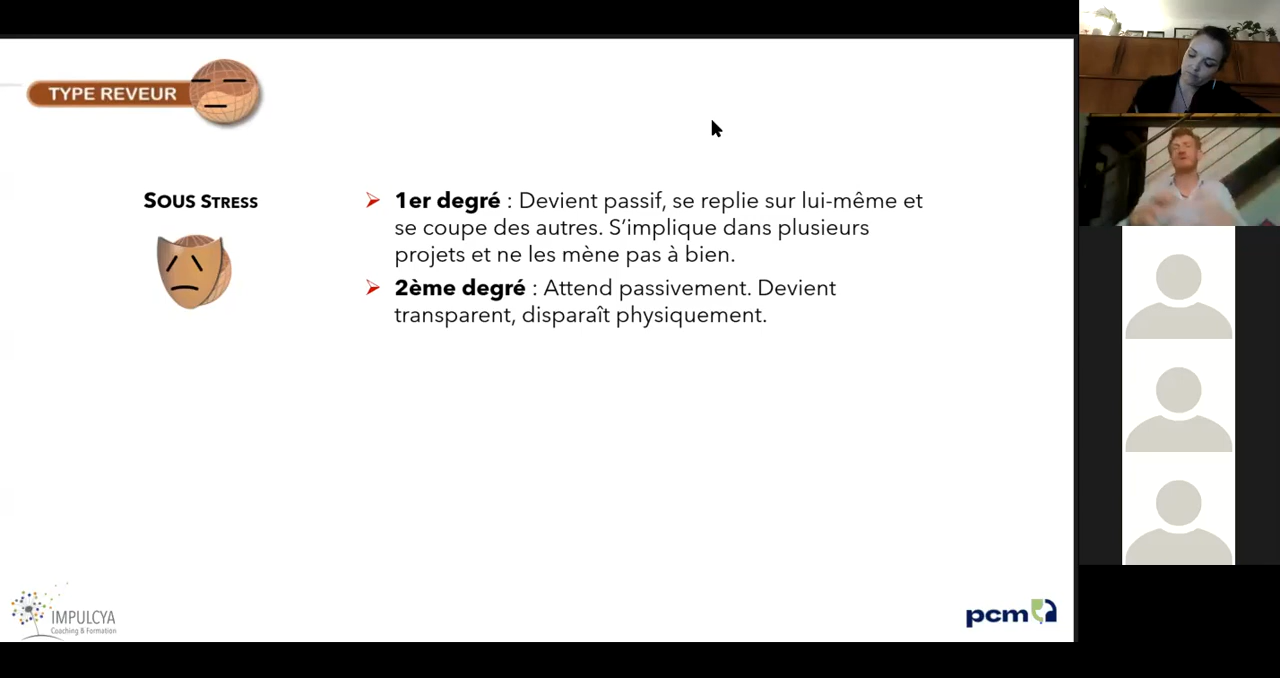 TYPE REVEUR
SOUS STRESS
➢ 1er degré : Devient passif, se replie sur lui-même et
se coupe des autres. S’implique dans plusieurs
projets et ne les mène pas à bien.
➢ 2ème degré : Attend passivement. Devient
transparent, disparaît physiquement.
IMPULCYA
Coaching & Formation
pcm